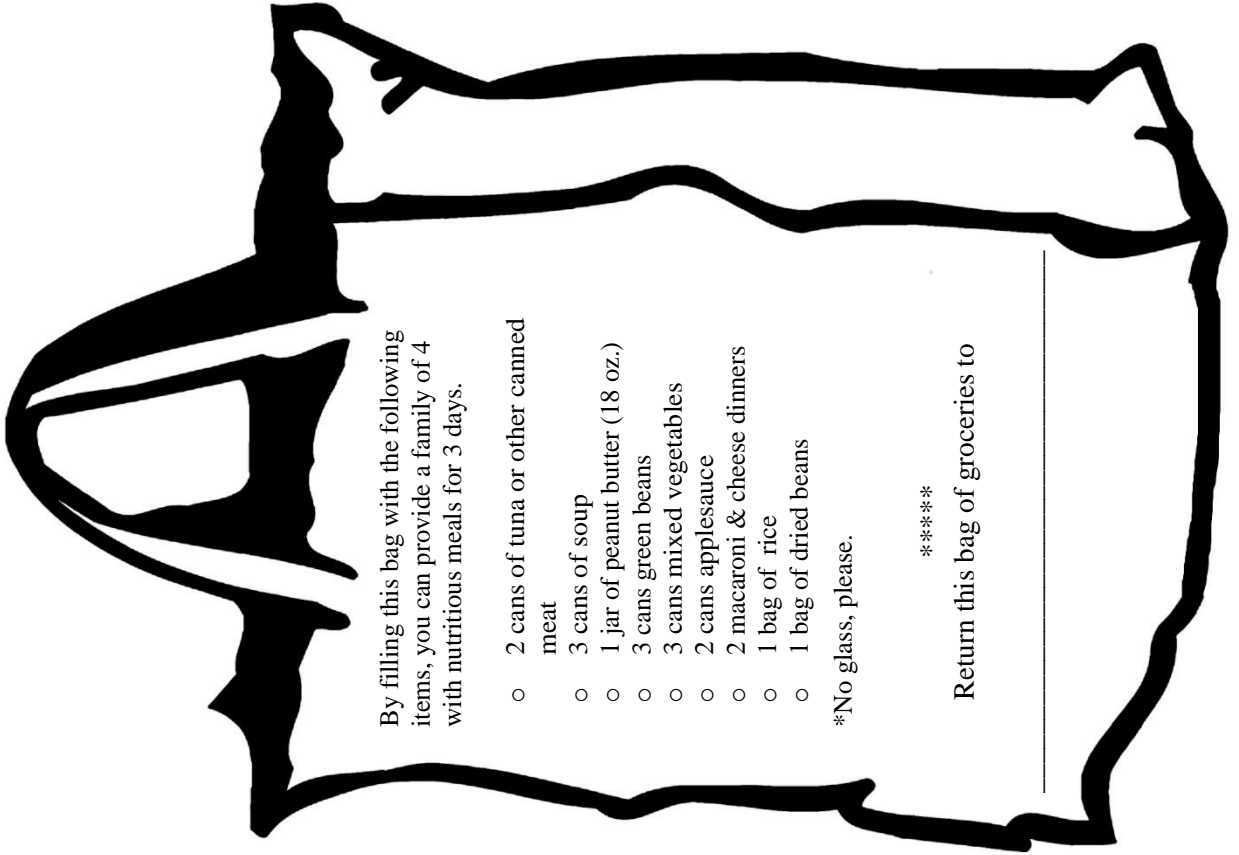 By filling this bag with the following
items, you can provide a family of 4
with nutritious meals for 3 days.
○ 2 cans of tuna or other canned
meat
○ 3 cans of soup
○ 1 jar of peanut butter (18 oz.)
○ 3 cans green beans
○ 3 cans mixed vegetables
○ 2 cans applesauce
○ 2 macaroni & cheese dinners
○ 1 bag of rice
○ 1 bag of dried beans
*No glass, please.
*****
Return this bag of groceries to